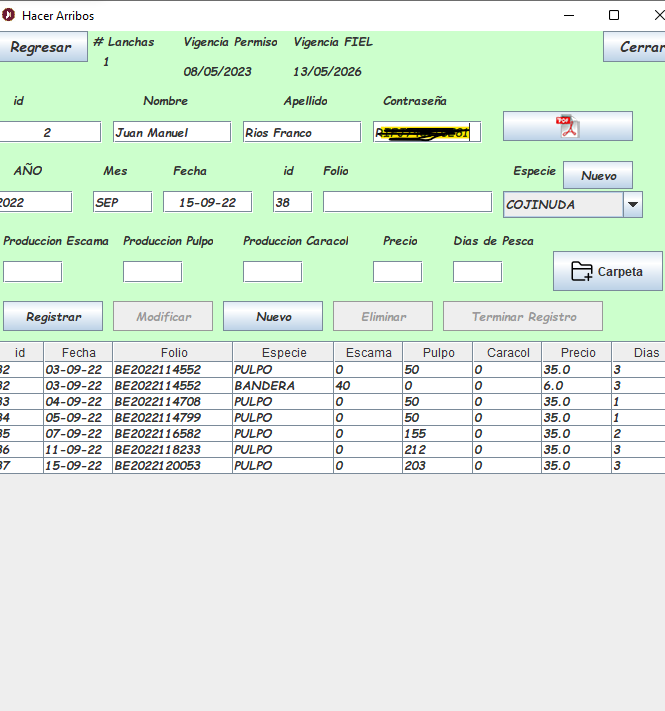 Hacer Arribos
Regresar # Lanchas Vigencia Permiso Vigencia FIEL Cerrar
1 08/05/2023 13/05/2026
id Nombre Apellido Contraseña
2 Juan Manuel Rios Franco PDF
AÑO Mes Fecha id Folio Especie Nuevo
2022 SEP 15-09-22 38 COJINUDA
Produccion Escama Produccion Pulpo Produccion Caracol Precio Dias de Pesca
Carpeta
Registrar Modificar Nuevo Eliminar Terminar Registro
id Fecha Folio Especie Escama Pulpo Caracol Precio Dias
32 03-09-22 BE2022114552 PULPO 0 50 0 35.0 3
32 03-09-22 BE2022114552 BANDERA 40 0 0 6.0 3
33 04-09-22 BE2022114708 PULPO 0 50 0 35.0 1
34 05-09-22 BE2022114799 PULPO 0 50 0 35.0 1
35 07-09-22 BE2022116582 PULPO 0 155 0 35.0 2
36 11-09-22 BE2022118233 PULPO 0 212 0 35.0 3
37 15-09-22 BE2022120053 PULPO 0 203 0 35.0 3